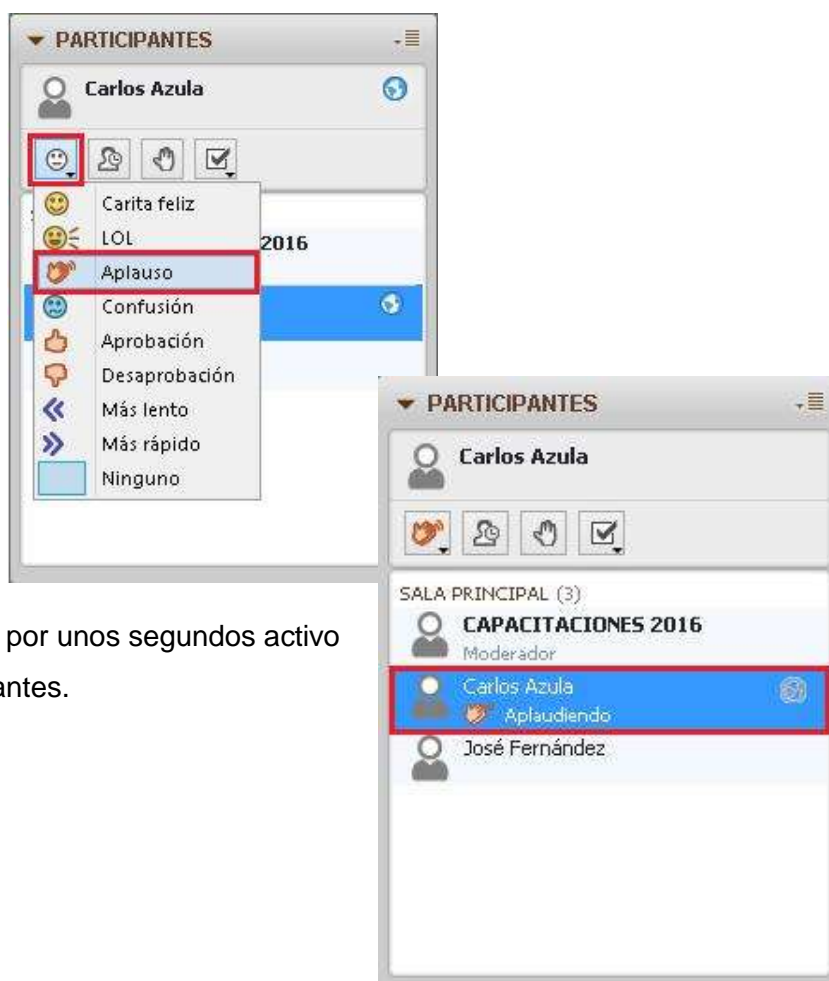 PARTICIPANTES
Carlos Azula
2016
Carita feliz
LOL
Aplauso
Confusión
Aprobación
Desaprobación
Más lento
Más rápido
Ninguno
por unos segundos activo
antes.
PARTICIPANTES
Carlos Azula
SALA PRINCIPAL (3)
CAPACITACIONES 2016
Moderador
Carlos Azula
Aplaudiendo
José Fernández